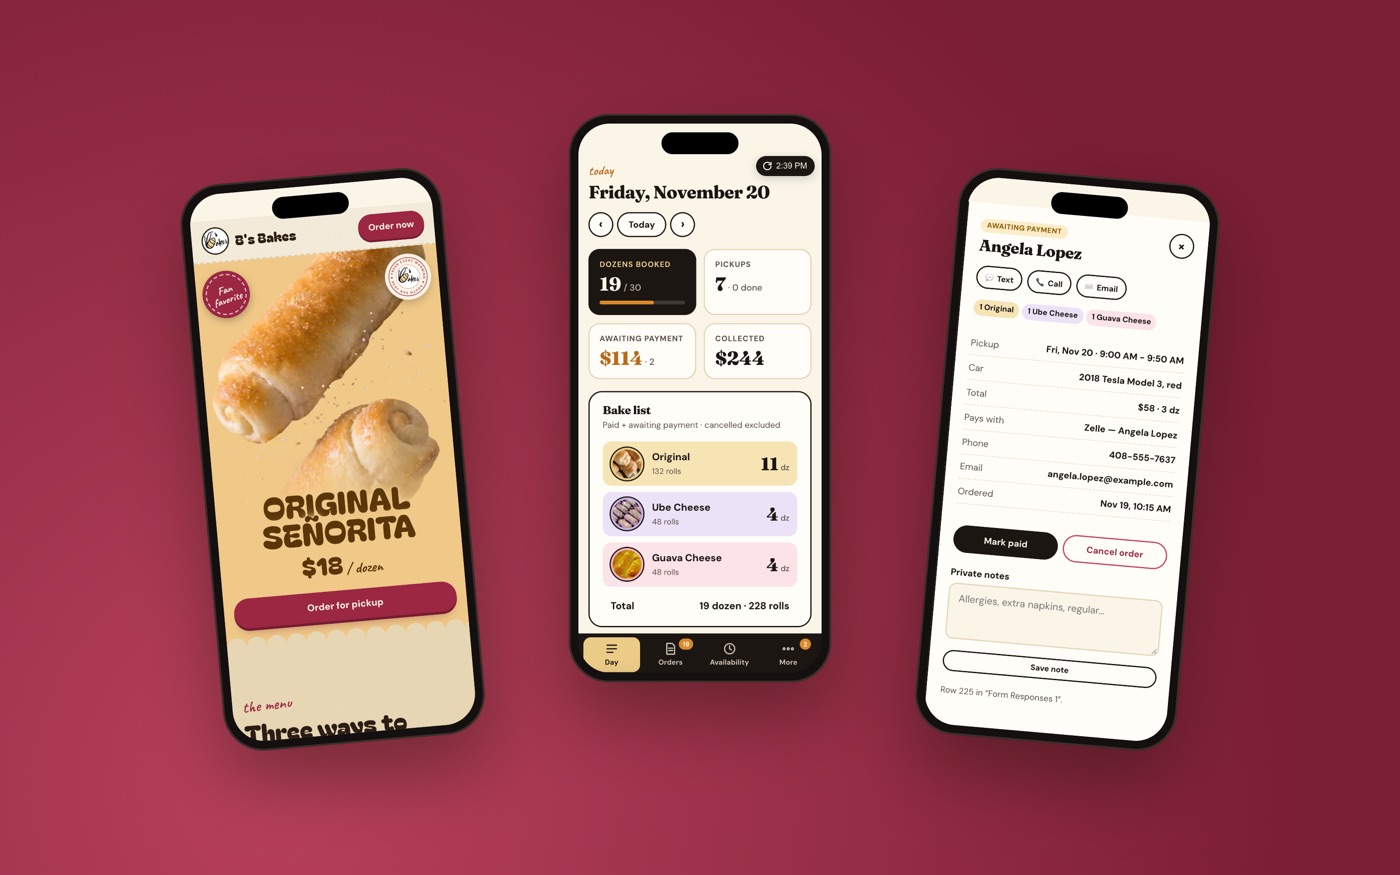 8's Bakes
Order now
Fan
favorite
Bakes
ORIGINAL
SEÑORITA
$18 / dozen
Order for pickup
the menu
Three ways to
2:39 PM
today
Friday, November 20
‹ Today ›
DOZENS BOOKED
19 / 30
PICKUPS
7 · 0 done
AWAITING PAYMENT
$114 · 2
COLLECTED
$244
Bake list
Paid + awaiting payment · cancelled excluded
Original
132 rolls
11 dz
Ube Cheese
48 rolls
4 dz
Guava Cheese
48 rolls
4 dz
Total 19 dozen · 228 rolls
Day
Orders 19
Availability
More 2
AWAITING PAYMENT
Angela Lopez
×
Text Call Email
1 Original 1 Ube Cheese 1 Guava Cheese
Pickup Fri, Nov 20 · 9:00 AM – 9:50 AM
Car 2018 Tesla Model 3, red
Total $58 · 3 dz
Pays with Zelle — Angela Lopez
Phone 408-555-7637
Email angela.lopez@example.com
Ordered Nov 19, 10:15 AM
Mark paid Cancel order
Private notes
Allergies, extra napkins, regular…
Save note
Row 225 in "Form Responses 1".